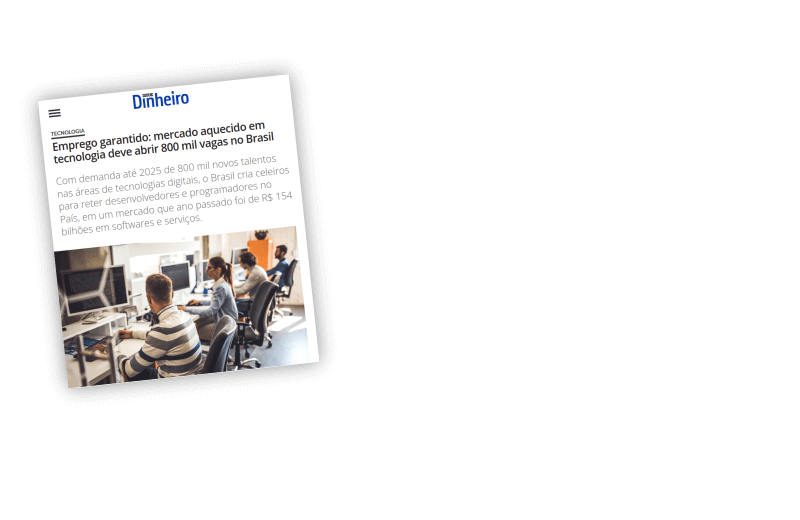 Dinheiro
TECNOLOGIA
Emprego garantido: mercado aquecido em
tecnologia deve abrir 800 mil vagas no Brasil
Com demanda até 2025 de 800 mil novos talentos
nas áreas de tecnologias digitais, o Brasil cria celeiros
para reter desenvolvedores e programadores no
País, em um mercado que ano passado foi de R$ 154
bilhões em softwares e serviços.